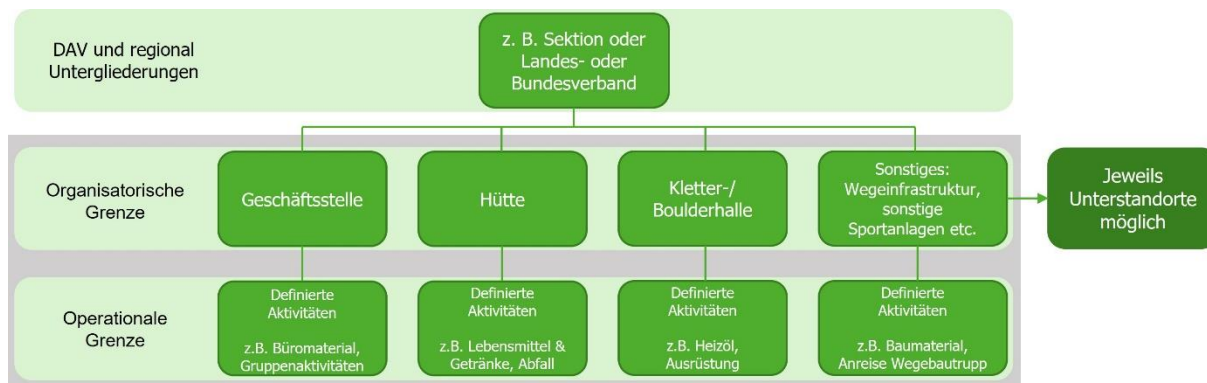 DAV und regional
Untergliederungen
z. B. Sektion oder
Landes- oder
Bundesverband
Organisatorische
Grenze
Geschäftsstelle
Hütte
Kletter-/
Boulderhalle
Sonstiges:
Wegeinfrastruktur,
sonstige
Sportanlagen etc.
Jeweils
Unterstandorte
möglich
Operationale
Grenze
Definierte
Aktivitäten
z.B. Büromaterial,
Gruppenaktivitäten
Definierte
Aktivitäten
z.B. Lebensmittel &
Getränke, Abfall
Definierte
Aktivitäten
z.B. Heizöl,
Ausrüstung
Definierte
Aktivitäten
z.B. Baumaterial,
Anreise Wegebautrupp